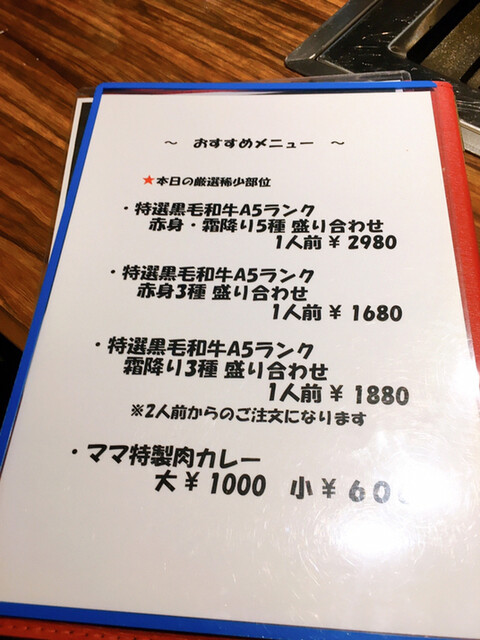 ～ おすすめメニュー ～
★本日の厳選稀少部位
・特選黒毛和牛A5ランク
赤身・霜降り5種 盛り合わせ
1人前 ¥ 2980
・特選黒毛和牛A5ランク
赤身3種 盛り合わせ
1人前 ¥ 1680
・特選黒毛和牛A5ランク
霜降り3種 盛り合わせ
1人前 ¥ 1880
※2人前からのご注文になります
・ママ特製肉カレー
大 ¥ 1000 小 ¥ 600